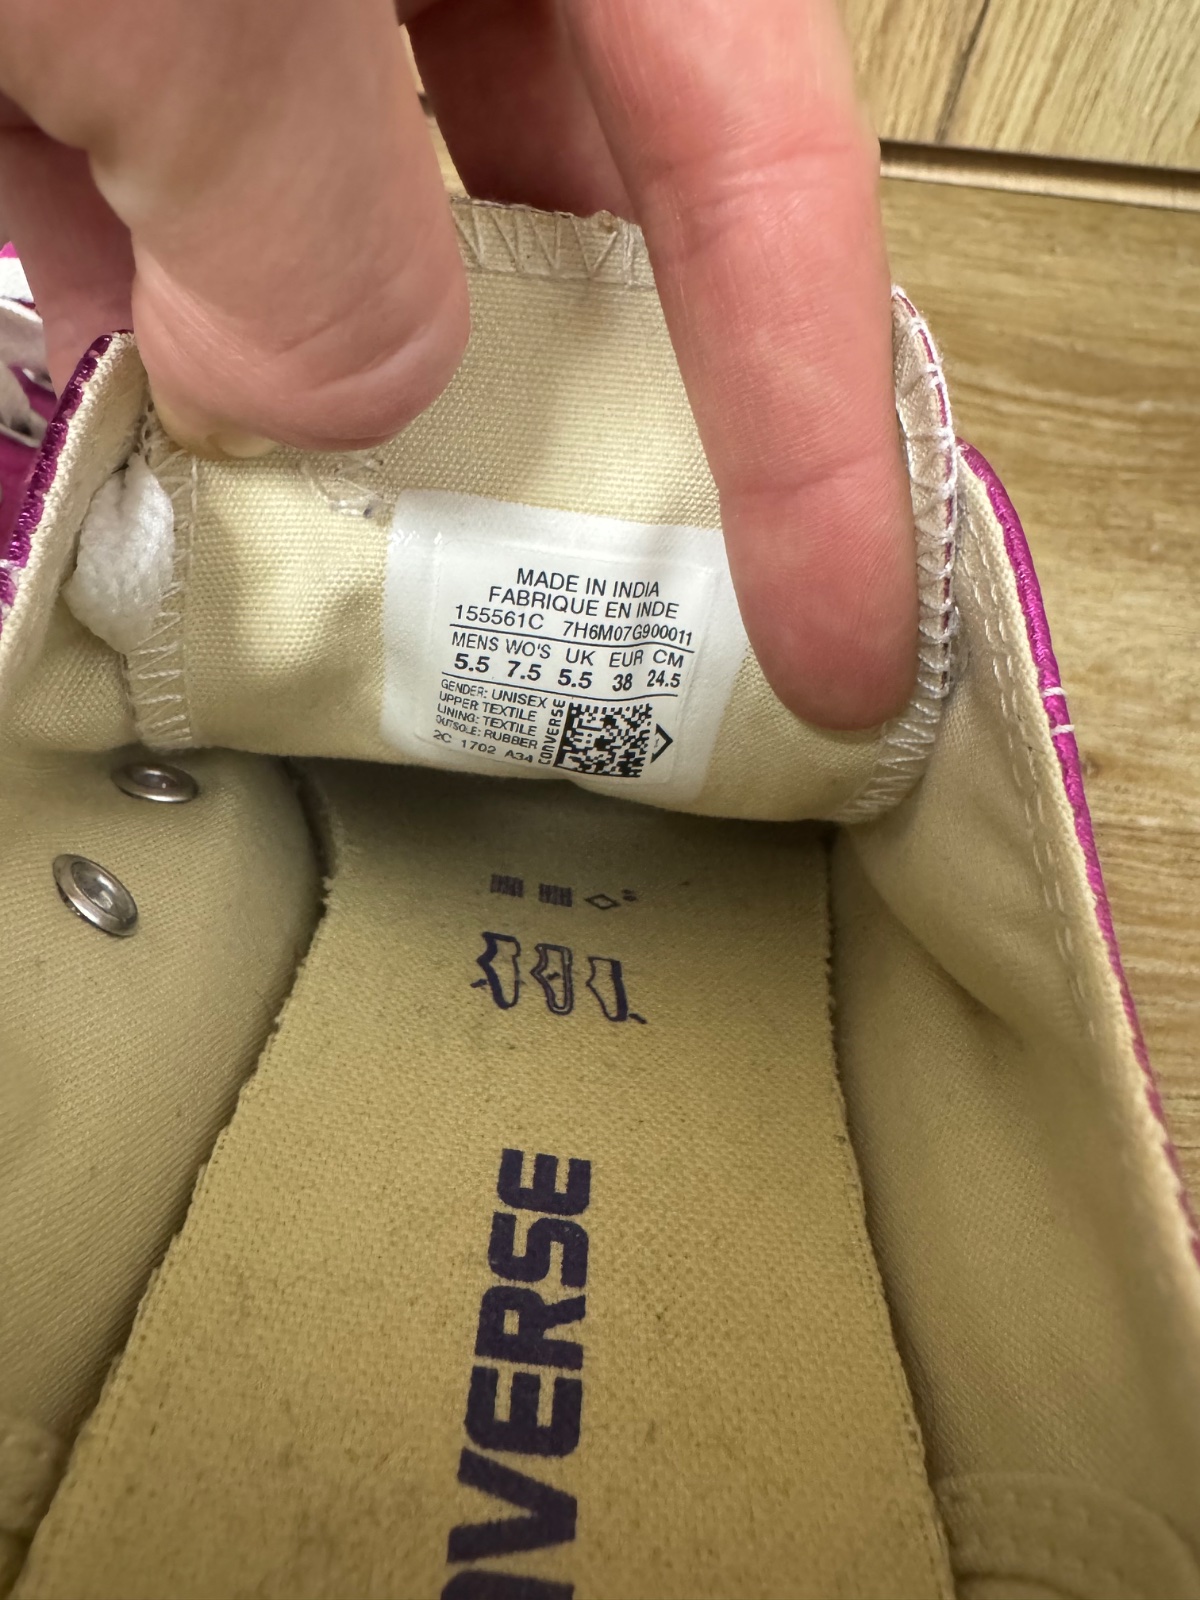 MADE IN INDIA
FABRIQUE EN INDE
155561C 7H6M07G900011
MENS WO'S UK EUR CM
5.5 7.5 5.5 38 24.5
GENDER: UNISEX
UPPER TEXTILE
LINING: TEXTILE
OUTSOLE: RUBBER
2C 1702 A34
CONVERSE
VERSE